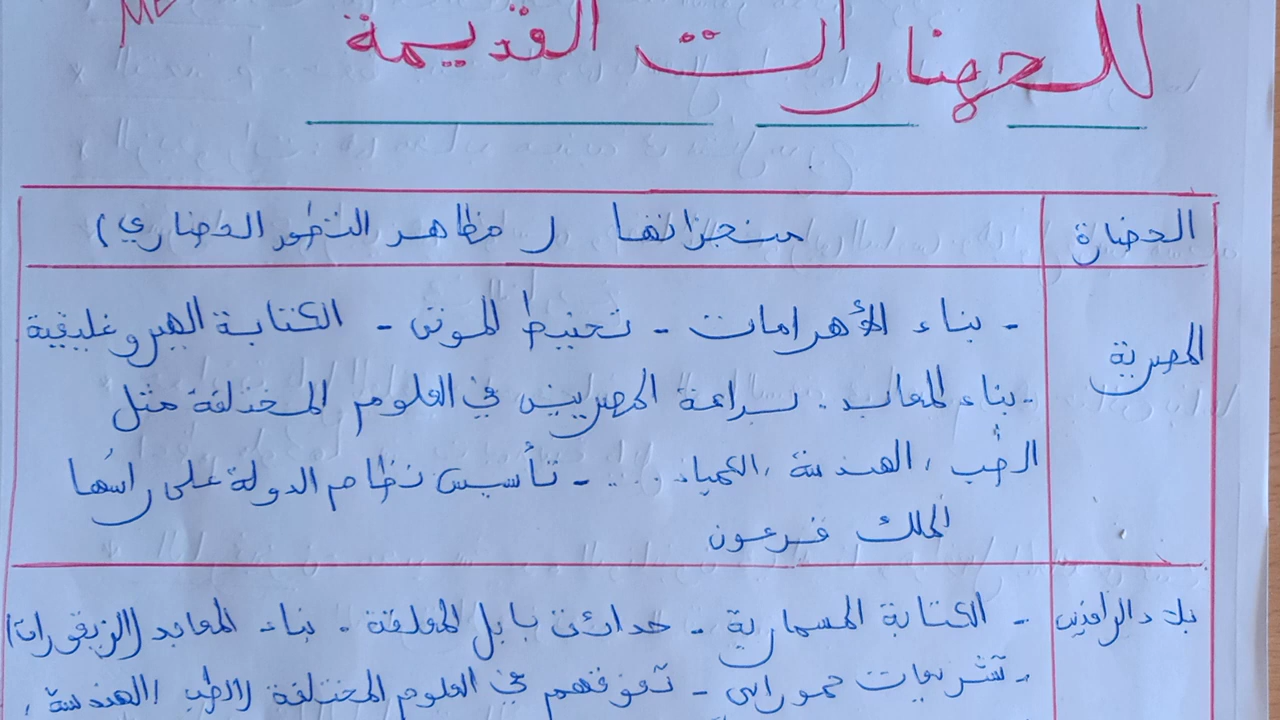 للحضارات القديمة
الحضارة
منجزاتها ( مظاهر التطور الحضاري )
المصرية
- بناء الأهرامات - تحنيط الموتى - الكتابة الهيروغليفية
- بناء المعابد - براعة المصريين في العلوم المختلفة مثل
الطب ، الهندسة ، الكمياء .... - تأسيس نظام الدولة على رأسها
الملك فرعون
بلاد الرافدين
- الكتابة المسمارية - حدائق بابل المعلقة - بناء المعابد (الزيقورات)
- تشريعات حمورابي - تفوقهم في العلوم المختلفة (الطب ، الهندسة ،